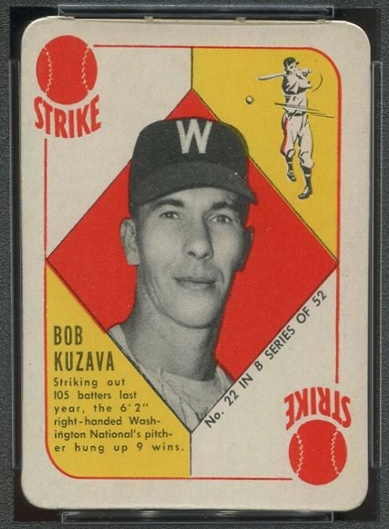 STRIKE
W
BOB
KUZAVA
Striking out
105 batters last
year, the 6'2"
right-handed Wash-
ington National's pitch-
er hung up 9 wins.
No. 22 IN B SERIES OF 52
STRIKE